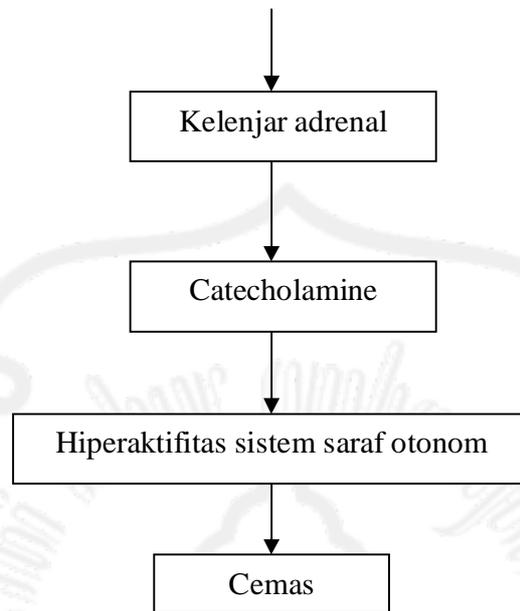 Kelenjar adrenal
Catecholamine
Hiperaktifitas sistem saraf otonom
Cemas